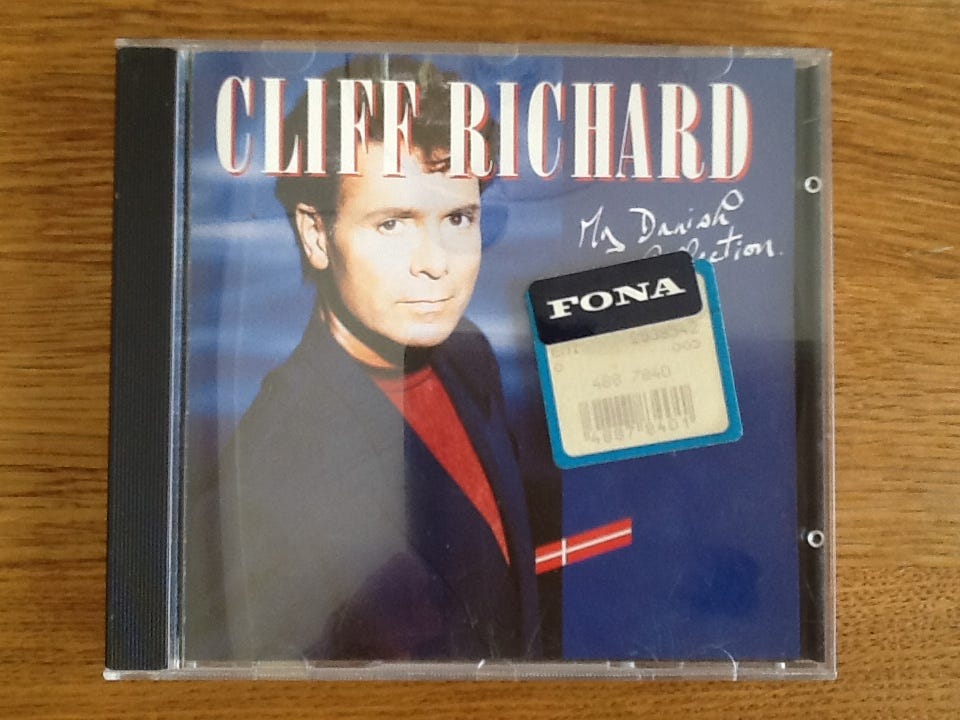 CLIFF RICHARD
My Danish
Collection.
FONA
488 7840